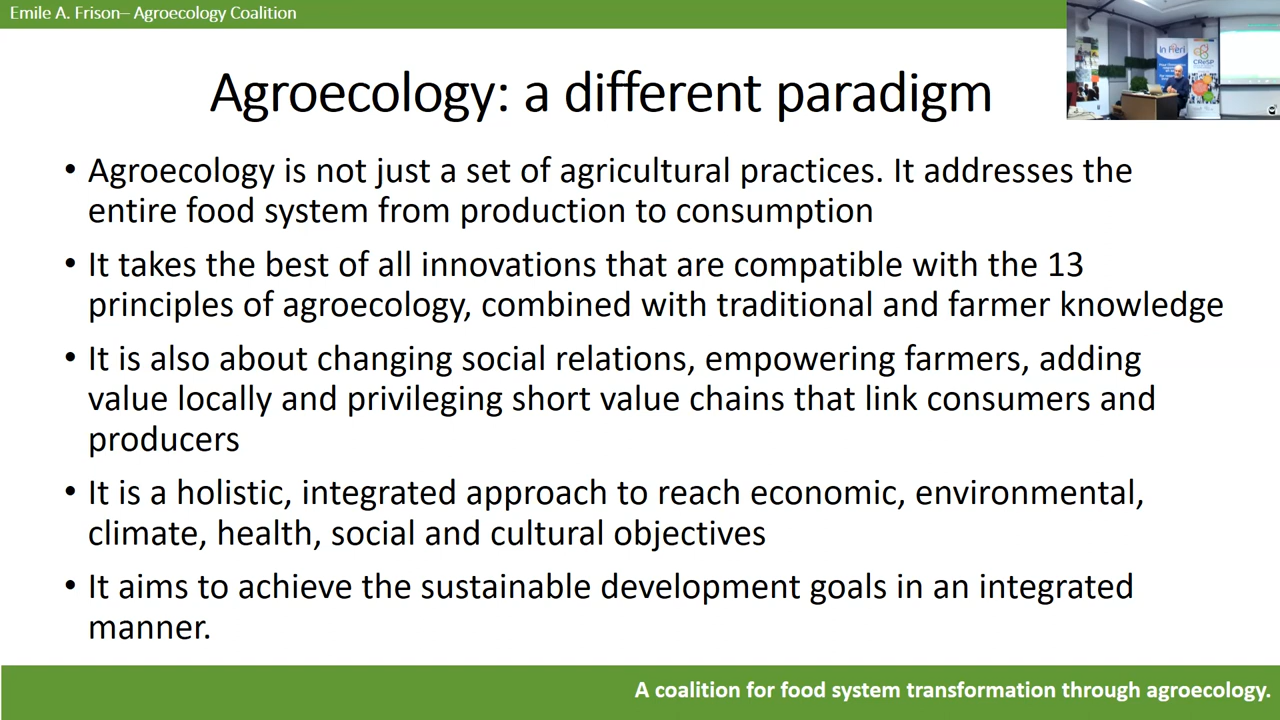 Emile A. Frison– Agroecology Coalition
Agroecology: a different paradigm
• Agroecology is not just a set of agricultural practices. It addresses the
entire food system from production to consumption
• It takes the best of all innovations that are compatible with the 13
principles of agroecology, combined with traditional and farmer knowledge
• It is also about changing social relations, empowering farmers, adding
value locally and privileging short value chains that link consumers and
producers
• It is a holistic, integrated approach to reach economic, environmental,
climate, health, social and cultural objectives
• It aims to achieve the sustainable development goals in an integrated
manner.
A coalition for food system transformation through agroecology.
In Fieri
CReSP